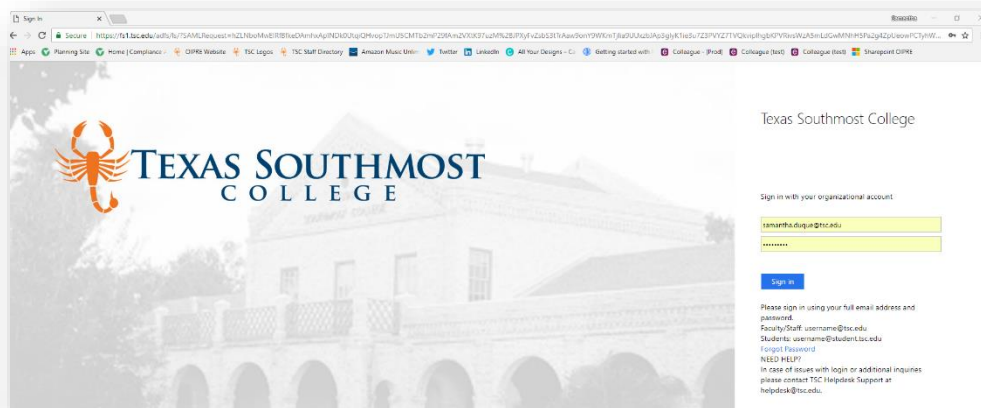 Sign In
Secure
Apps Planning Site Home | Compliance OIPRE Website TSC Logos TSC Staff Directory Amazon Music Unlim Twitter LinkedIn All Your Designs - Ca Getting started with Colleague - [Prod] Colleague [test] Colleague (test) Sharepoint OIPRE
TEXAS SOUTHMOST
COLLEGE
Texas Southmost College
Sign in with your organizational account
samantha.duque@tsc.edu
Sign in
Please sign in using your full email address and
password.
Faculty/Staff: username@tsc.edu
Students: username@student.tsc.edu
Forgot Password
NEED HELP?
In case of issues with login or additional inquiries
please contact TSC Helpdesk Support at
helpdesk@tsc.edu.